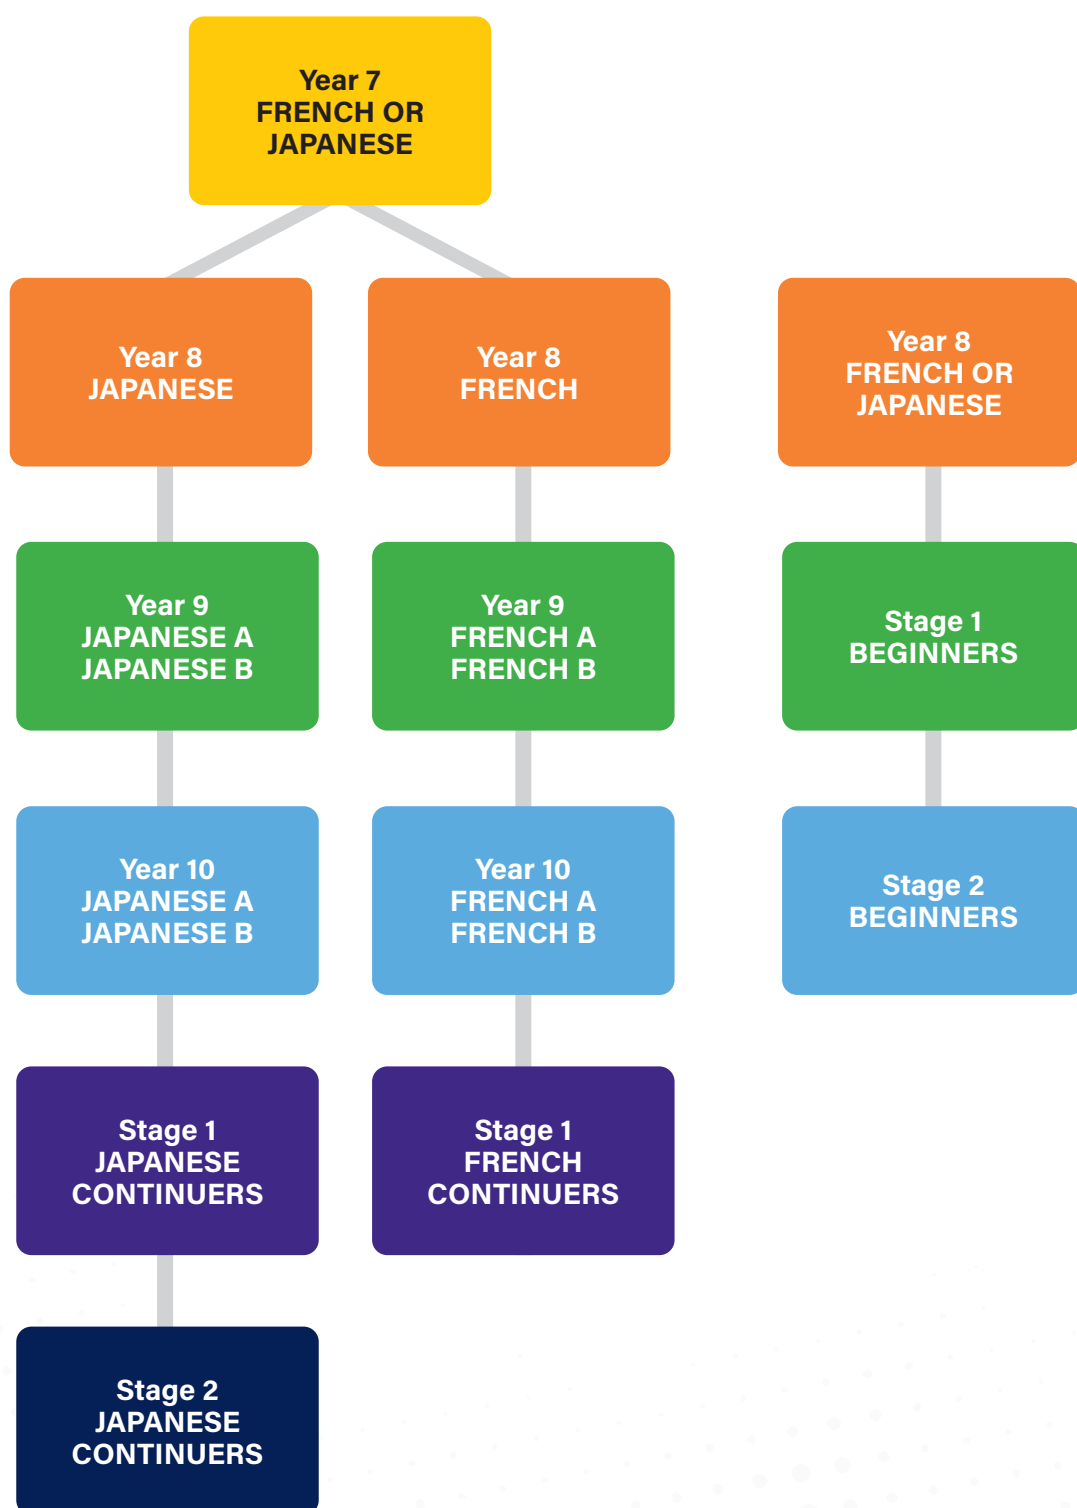 Year 7
FRENCH OR
JAPANESE
Year 8
JAPANESE
Year 8
FRENCH
Year 8
FRENCH OR
JAPANESE
Year 9
JAPANESE A
JAPANESE B
Year 9
FRENCH A
FRENCH B
Stage 1
BEGINNERS
Year 10
JAPANESE A
JAPANESE B
Year 10
FRENCH A
FRENCH B
Stage 2
BEGINNERS
Stage 1
JAPANESE
CONTINUERS
Stage 1
FRENCH
CONTINUERS
Stage 2
JAPANESE
CONTINUERS